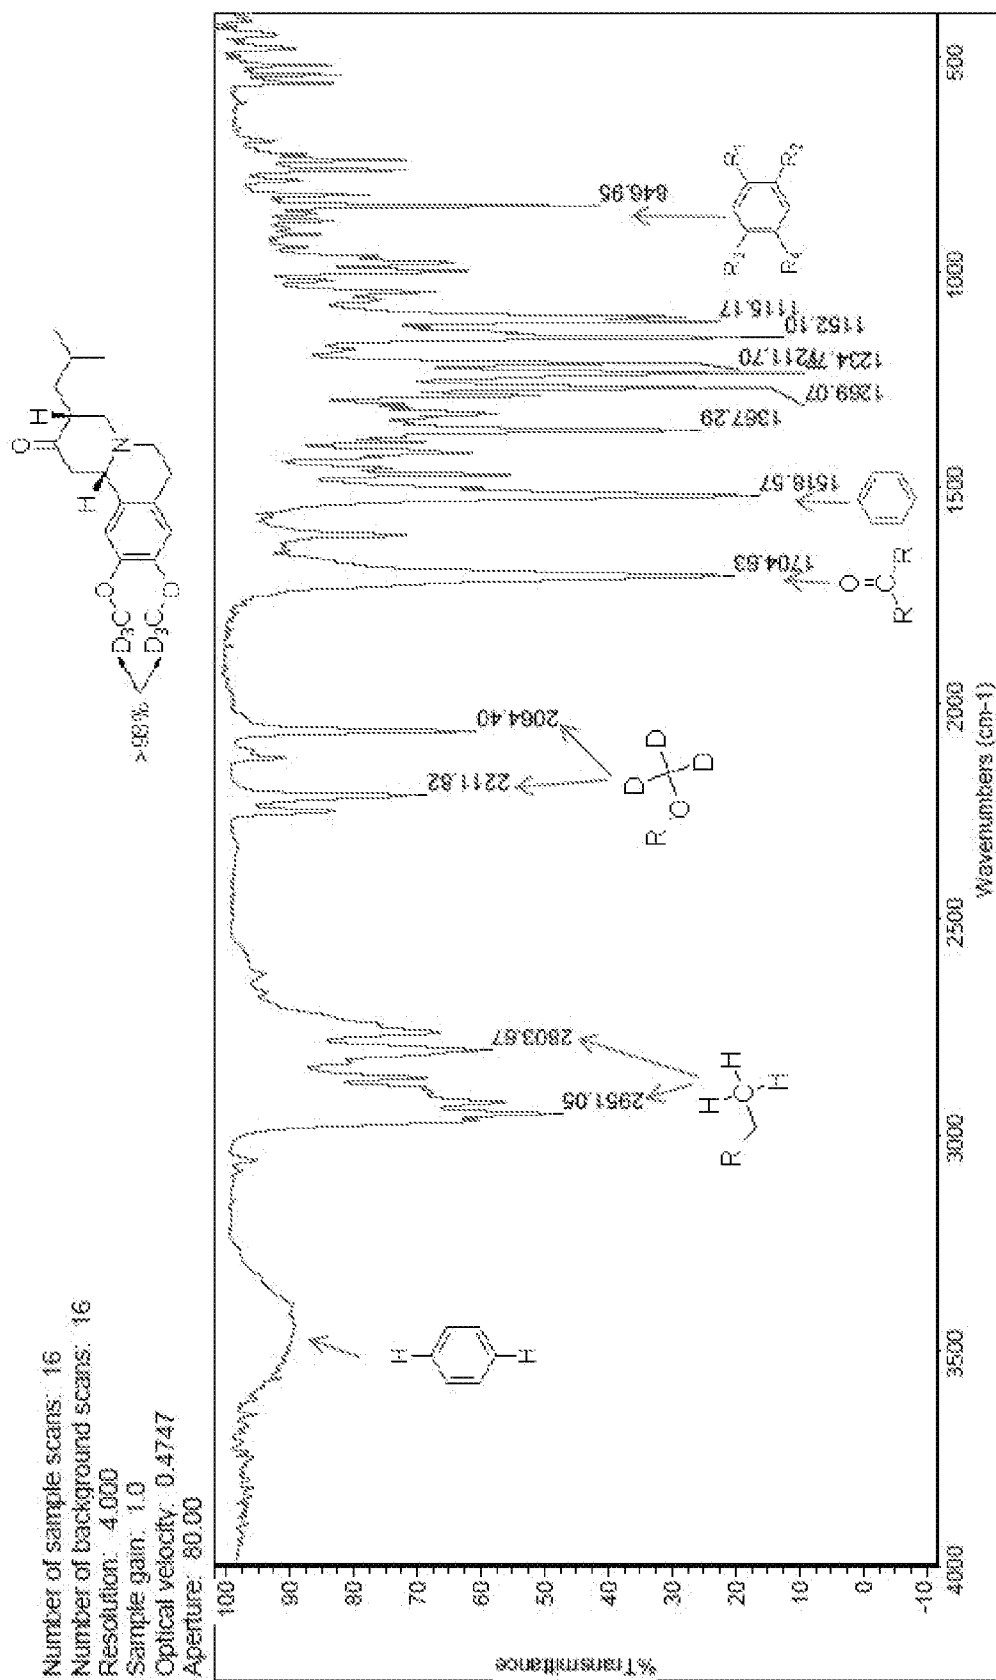 Number of sample scans: 16
Number of background scans: 16
Resolution: 4.000
Sample gain: 1.0
Optical velocity: 0.4747
Aperture: 80.00
>98%
D₃C
D₃C
O
O
H
H
O
N
%Transmittance
100
90
80
70
60
50
40
30
20
10
0
-10
H
H
2951.05
2803.67
R
H
C
H
H
2211.82
2064.40
R
O
D
D
D
1704.63
R
O
C
R
1516.57
1367.29
1269.07
1234.7
1211.70
1152.10
1115.17
846.95
R₁
R₂
R₃
R₄
4000
3500
3000
2500
2000
1500
1000
500
Wavenumbers (cm-1)